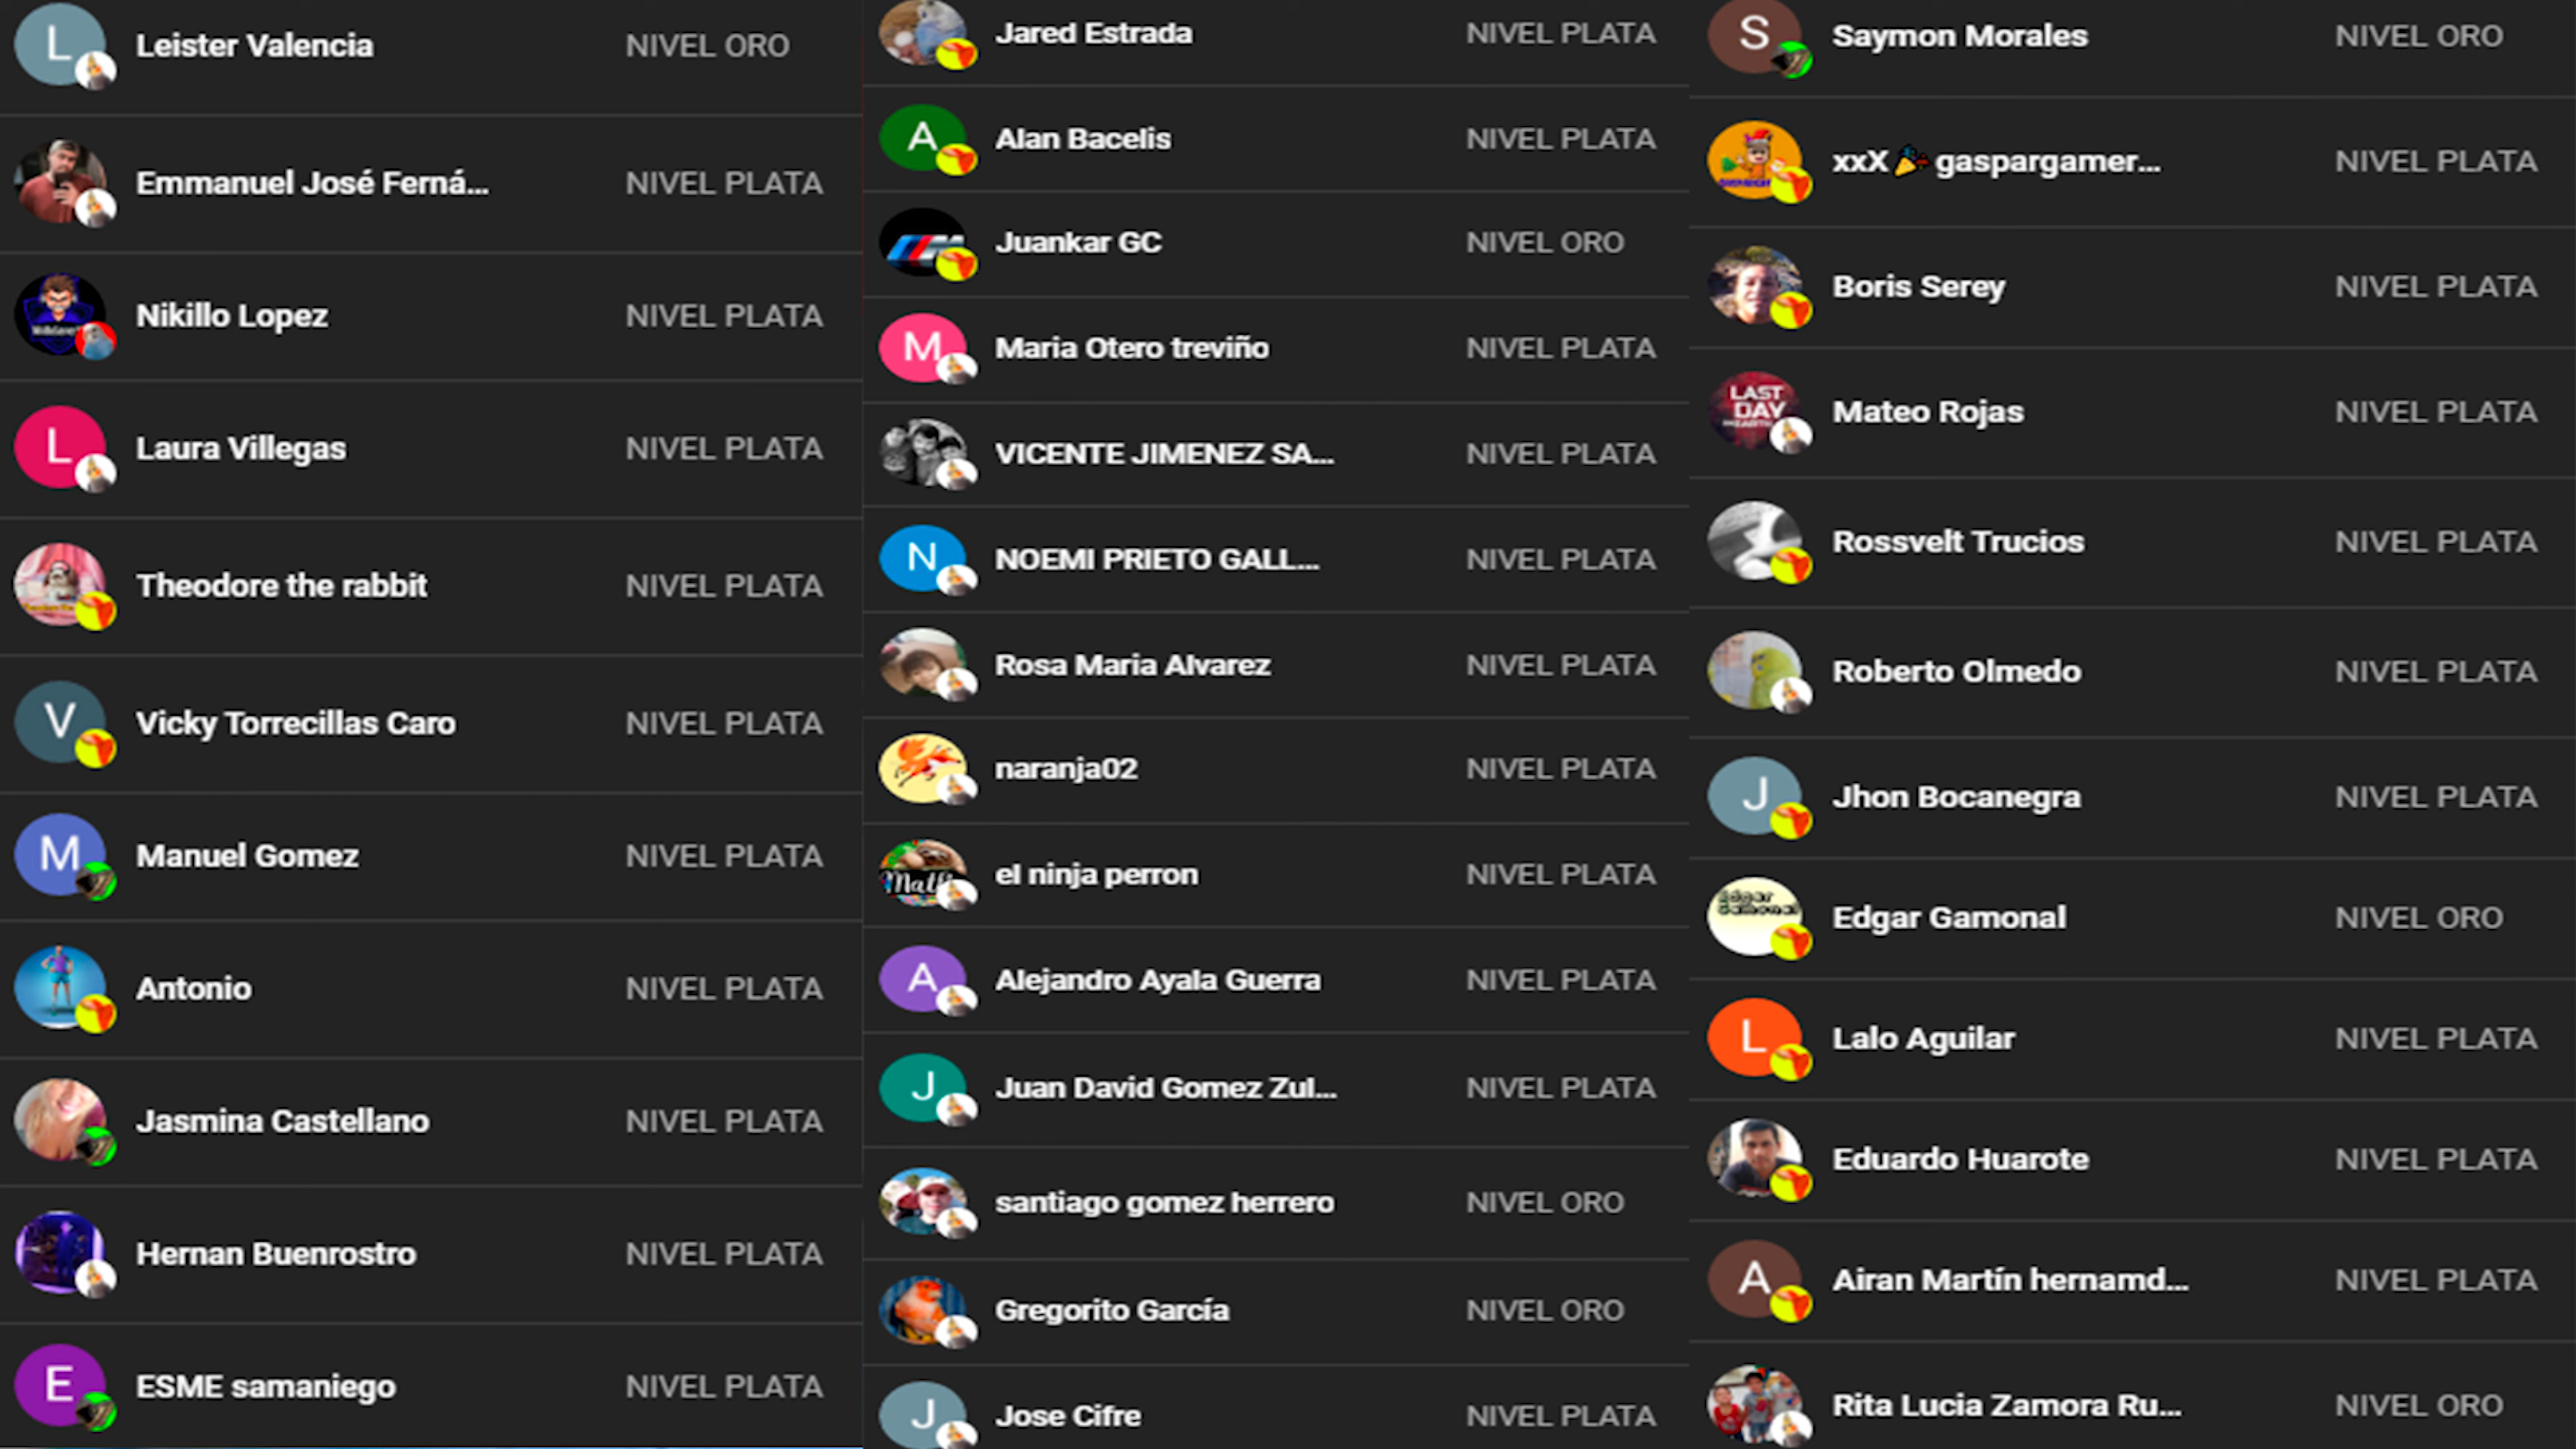 L
Leister Valencia
NIVEL ORO
Emmanuel José Ferná...
NIVEL PLATA
Nikillo Lopez
NIVEL PLATA
L
Laura Villegas
NIVEL PLATA
Theodore the rabbit
NIVEL PLATA
V
Vicky Torrecillas Caro
NIVEL PLATA
M
Manuel Gomez
NIVEL PLATA
Antonio
NIVEL PLATA
Jasmina Castellano
NIVEL PLATA
Hernan Buenrostro
NIVEL PLATA
E
ESME samaniego
NIVEL PLATA
Jared Estrada
NIVEL PLATA
A
Alan Bacelis
NIVEL PLATA
Juankar GC
NIVEL ORO
M
Maria Otero treviño
NIVEL PLATA
VICENTE JIMENEZ SA...
NIVEL PLATA
N
NOEMI PRIETO GALL...
NIVEL PLATA
Rosa Maria Alvarez
NIVEL PLATA
naranja02
NIVEL PLATA
el ninja perron
NIVEL PLATA
A
Alejandro Ayala Guerra
NIVEL PLATA
J
Juan David Gomez Zul...
NIVEL PLATA
santiago gomez herrero
NIVEL ORO
Gregorito García
NIVEL ORO
J
Jose Cifre
NIVEL PLATA
S
Saymon Morales
NIVEL ORO
xxX🎉gaspargamer...
NIVEL PLATA
Boris Serey
NIVEL PLATA
LAST
DAY
Mateo Rojas
NIVEL PLATA
Rossvelt Trucios
NIVEL PLATA
Roberto Olmedo
NIVEL PLATA
J
Jhon Bocanegra
NIVEL PLATA
Edgar
Gamonal
Edgar Gamonal
NIVEL ORO
L
Lalo Aguilar
NIVEL PLATA
Eduardo Huarote
NIVEL PLATA
A
Airan Martín hernamd...
NIVEL PLATA
Rita Lucia Zamora Ru...
NIVEL ORO